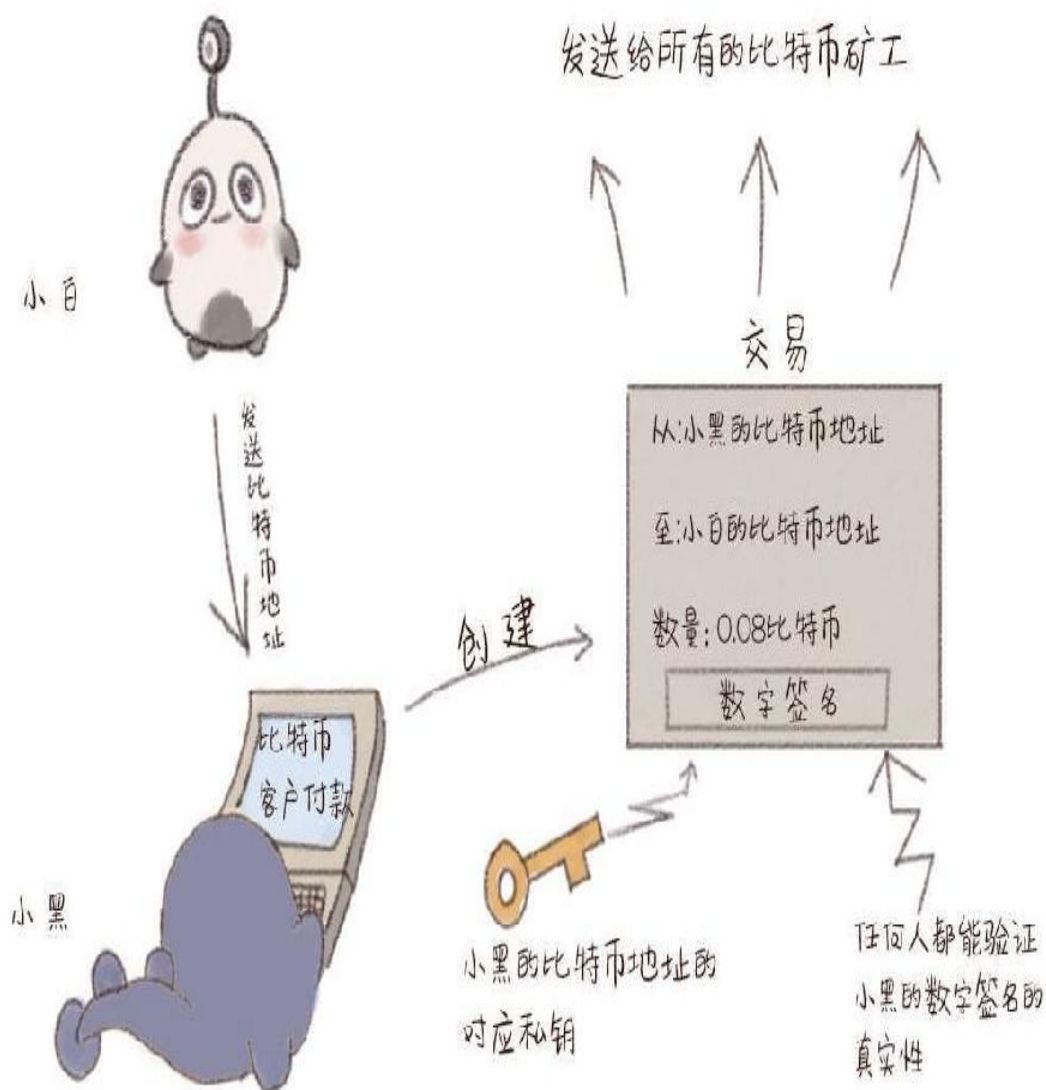 发送给所有的比特币矿工
小白
发送比特币地址
交易
从:小黑的比特币地址
至:小白的比特币地址
数量:0.08比特币
数字签名
创建
比特币
客户付款
小黑
小黑的比特币地址的
对应私钥
任何人都能验证
小黑的数字签名的
真实性